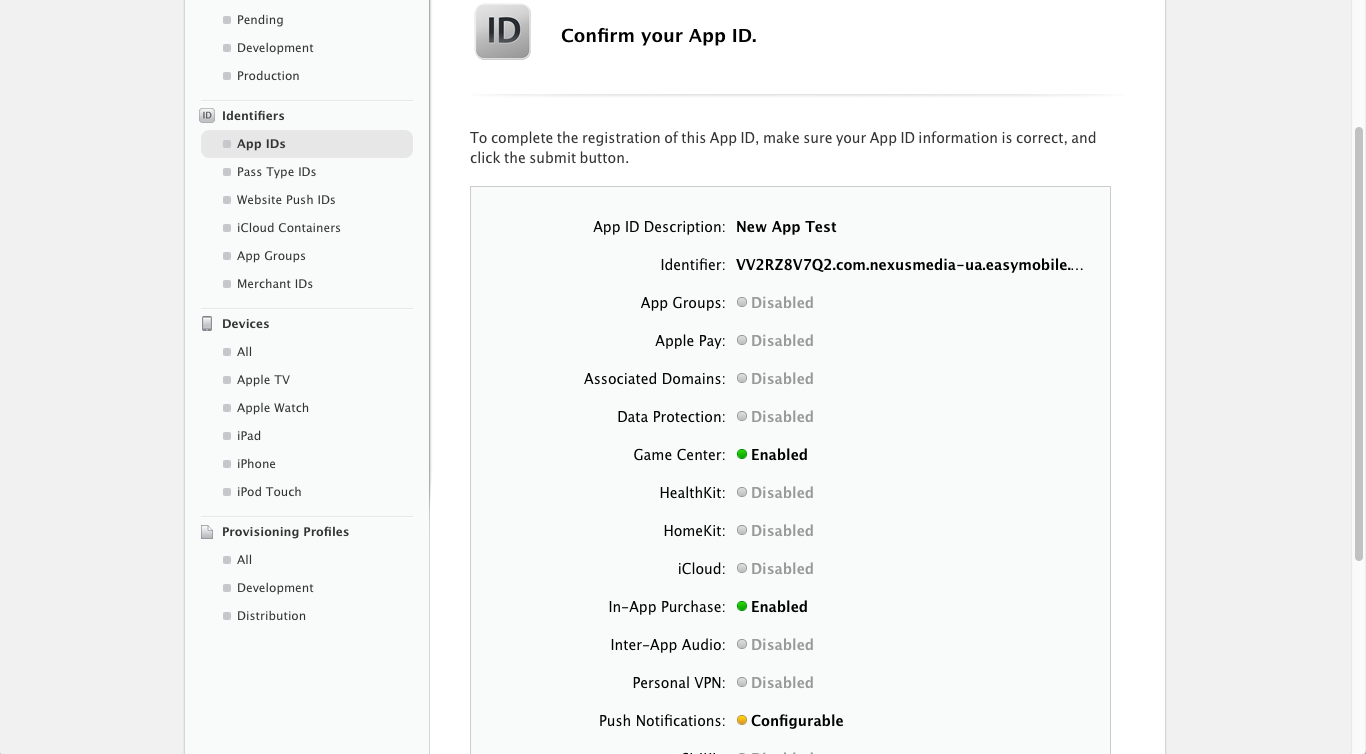 Pending
Development
Production
ID Identifiers
App IDs
Pass Type IDs
Website Push IDs
iCloud Containers
App Groups
Merchant IDs
Devices
All
Apple TV
Apple Watch
iPad
iPhone
iPod Touch
Provisioning Profiles
All
Development
Distribution
ID Confirm your App ID.
To complete the registration of this App ID, make sure your App ID information is correct, and
click the submit button.
App ID Description: New App Test
Identifier: VV2RZ8V7Q2.com.nexusmedia-ua.easymobile.…
App Groups: Disabled
Apple Pay: Disabled
Associated Domains: Disabled
Data Protection: Disabled
Game Center: Enabled
HealthKit: Disabled
HomeKit: Disabled
iCloud: Disabled
In-App Purchase: Enabled
Inter-App Audio: Disabled
Personal VPN: Disabled
Push Notifications: Configurable